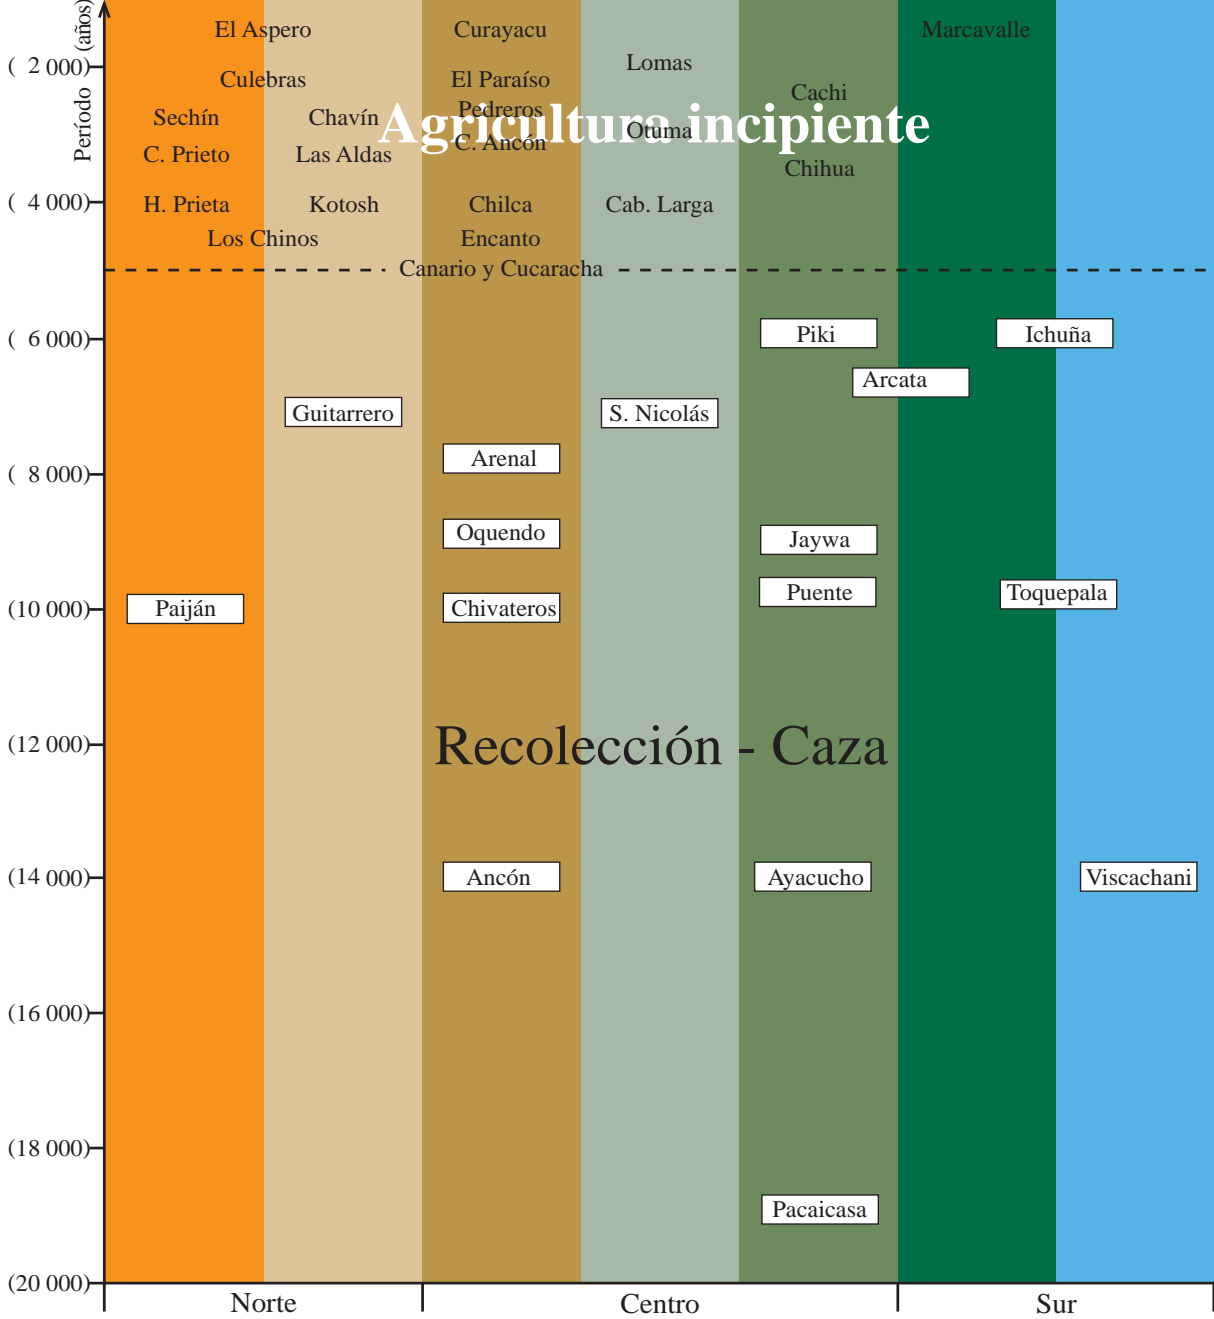 Período (años)
El Aspero
Curayacu
Marcavalle
( 2 000)
Lomas
Culebras
El Paraíso
Cachi
Sechín
Chavín
Pedreros
Agricultura incipiente
Otuma
C. Prieto
Las Aldas
C. Ancón
Chihua
( 4 000)
H. Prieta
Kotosh
Chilca
Cab. Larga
Los Chinos
Encanto
Canario y Cucaracha
( 6 000)
Piki
Ichuña
Arcata
Guitarrero
S. Nicolás
Arenal
( 8 000)
Oquendo
Jaywa
Puente
Toquepala
(10 000)
Paiján
Chivateros
(12 000)
Recolección - Caza
(14 000)
Ancón
Ayacucho
Viscachani
(16 000)
(18 000)
Pacaicasa
(20 000)
Norte
Centro
Sur